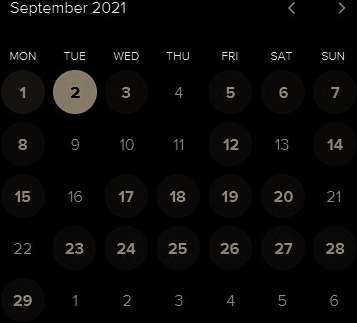 September 2021
MON TUE WED THU FRI SAT SUN
1 2 3 4 5 6 7
8 9 10 11 12 13 14
15 16 17 18 19 20 21
22 23 24 25 26 27 28
29 1 2 3 4 5 6